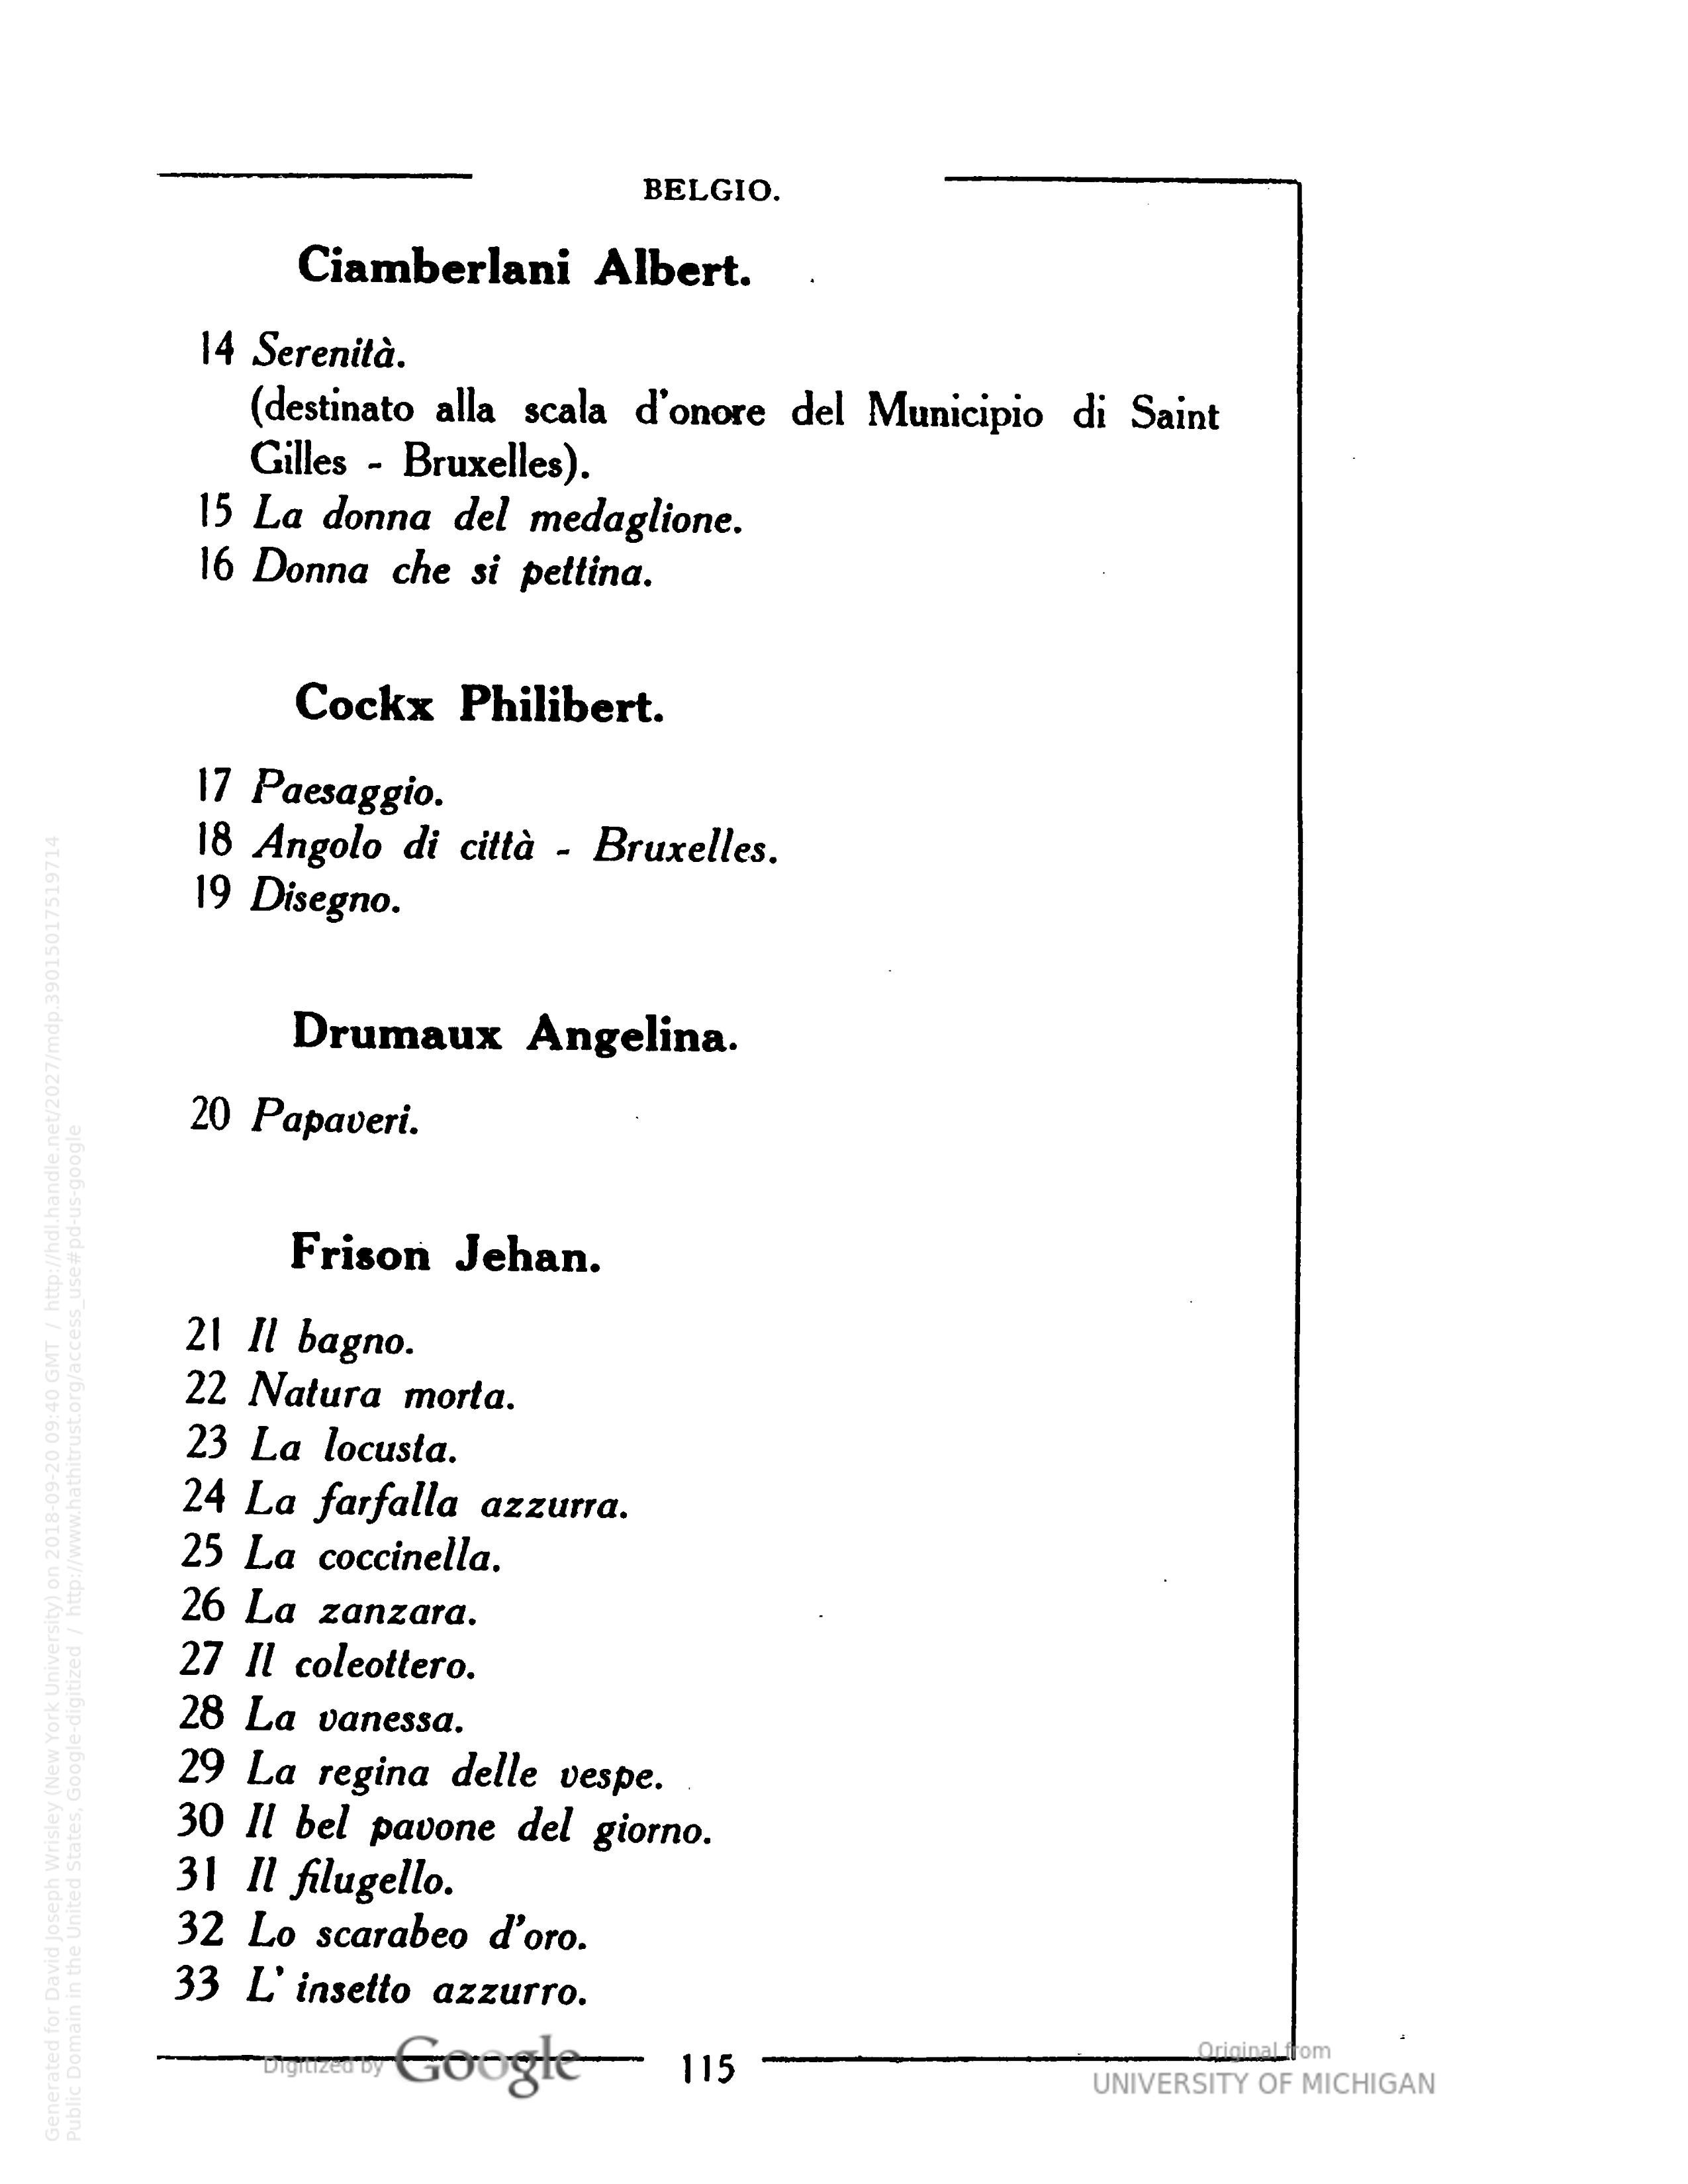 BELGIO.
Ciamberlani Albert.
14 Serenità.
(destinato alla scala d'onore del Municipio di Saint
Gilles - Bruxelles).
15 La donna del medaglione.
16 Donna che si pettina.
Cockx Philibert.
17 Paesaggio.
18 Angolo di città - Bruxelles.
19 Disegno.
Drumaux Angelina.
20 Papaveri.
Frison Jehan.
21 Il bagno.
22 Natura morta.
23 La locusta.
24 La farfalla azzurra.
25 La coccinella.
26 La zanzara.
27 Il coleottero.
28 La vanessa.
29 La regina delle vespe.
30 Il bel pavone del giorno.
31 Il filugello.
32 Lo scarabeo d'oro.
33 L' insetto azzurro.
115
Digitized by Google
Original from
UNIVERSITY OF MICHIGAN
Generated for David Joseph Wrisley (New York University) on 2018-09-20 09:40 GMT / http://hdl.handle.net/2027/mdp.39015017519714
Public Domain in the United States, Google-digitized / http://www.hathitrust.org/access_use#pd-us-google